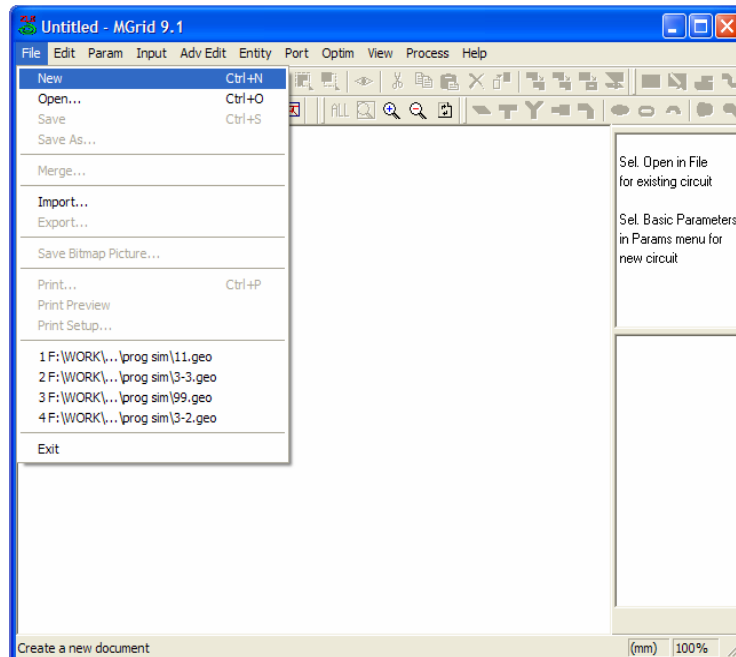 Untitled - MGrid 9.1
File Edit Param Input Adv Edit Entity Port Optim View Process Help
New Ctrl+N
Open... Ctrl+O
Save Ctrl+S
Save As...
Merge...
Import...
Export...
Save Bitmap Picture...
Print... Ctrl+P
Print Preview
Print Setup...
1 F:\WORK\...\prog sim\11.geo
2 F:\WORK\...\prog sim\3-3.geo
3 F:\WORK\...\prog sim\99.geo
4 F:\WORK\...\prog sim\3-2.geo
Exit
ALL
Sel. Open in File
for existing circuit
Sel. Basic Parameters
in Params menu for
new circuit
Create a new document (mm) 100%